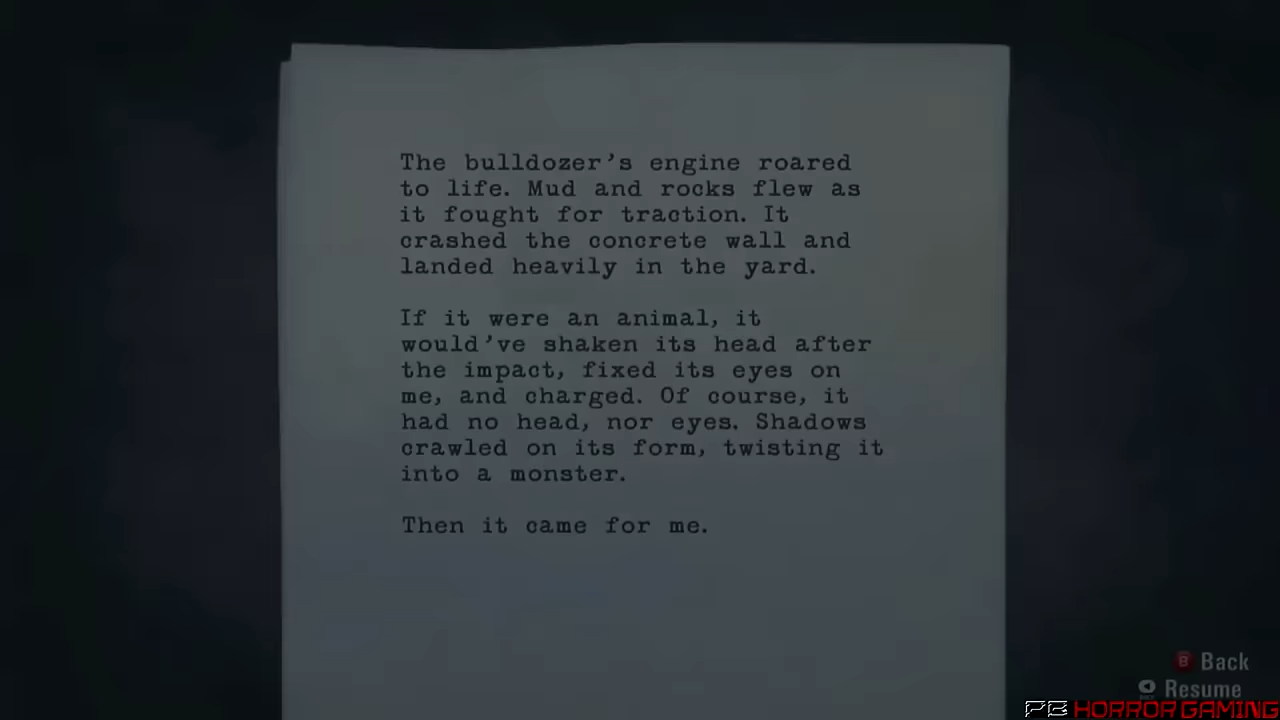 The bulldozer's engine roared
to life. Mud and rocks flew as
it fought for traction. It
crashed the concrete wall and
landed heavily in the yard.
If it were an animal, it
would've shaken its head after
the impact, fixed its eyes on
me, and charged. Of course, it
had no head, nor eyes. Shadows
crawled on its form, twisting it
into a monster.
Then it came for me.
B Back
Resume
PE HORROR GAMING